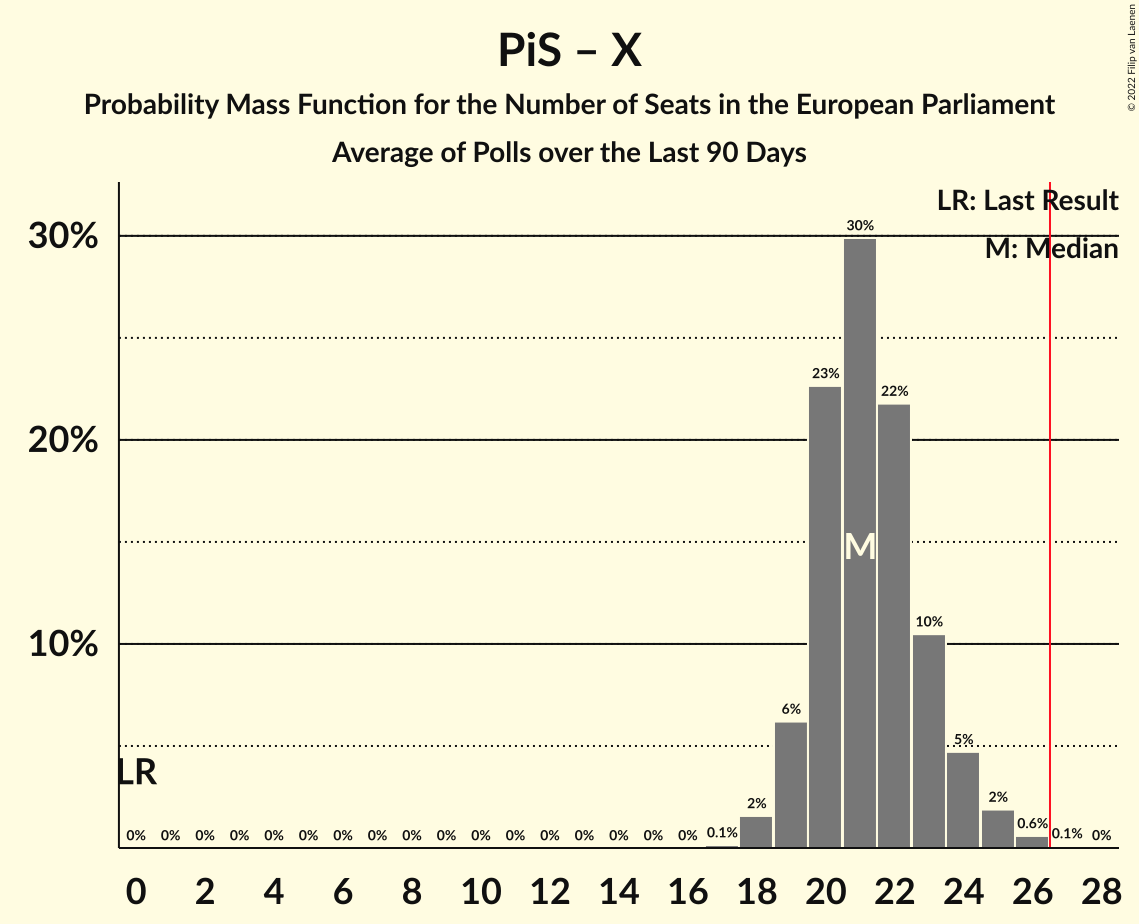 PiS – X
Probability Mass Function for the Number of Seats in the European Parliament
Average of Polls over the Last 90 Days
© 2022 Filip van Laenen
LR: Last Result
M: Median
30%
20%
10%
30%
23%
22%
10%
6%
5%
2%
2%
0.6%
0% 0% 0% 0% 0% 0% 0% 0% 0% 0% 0% 0% 0% 0% 0% 0% 0% 0.1% 0.1% 0%
M
LR
0 2 4 6 8 10 12 14 16 18 20 22 24 26 28